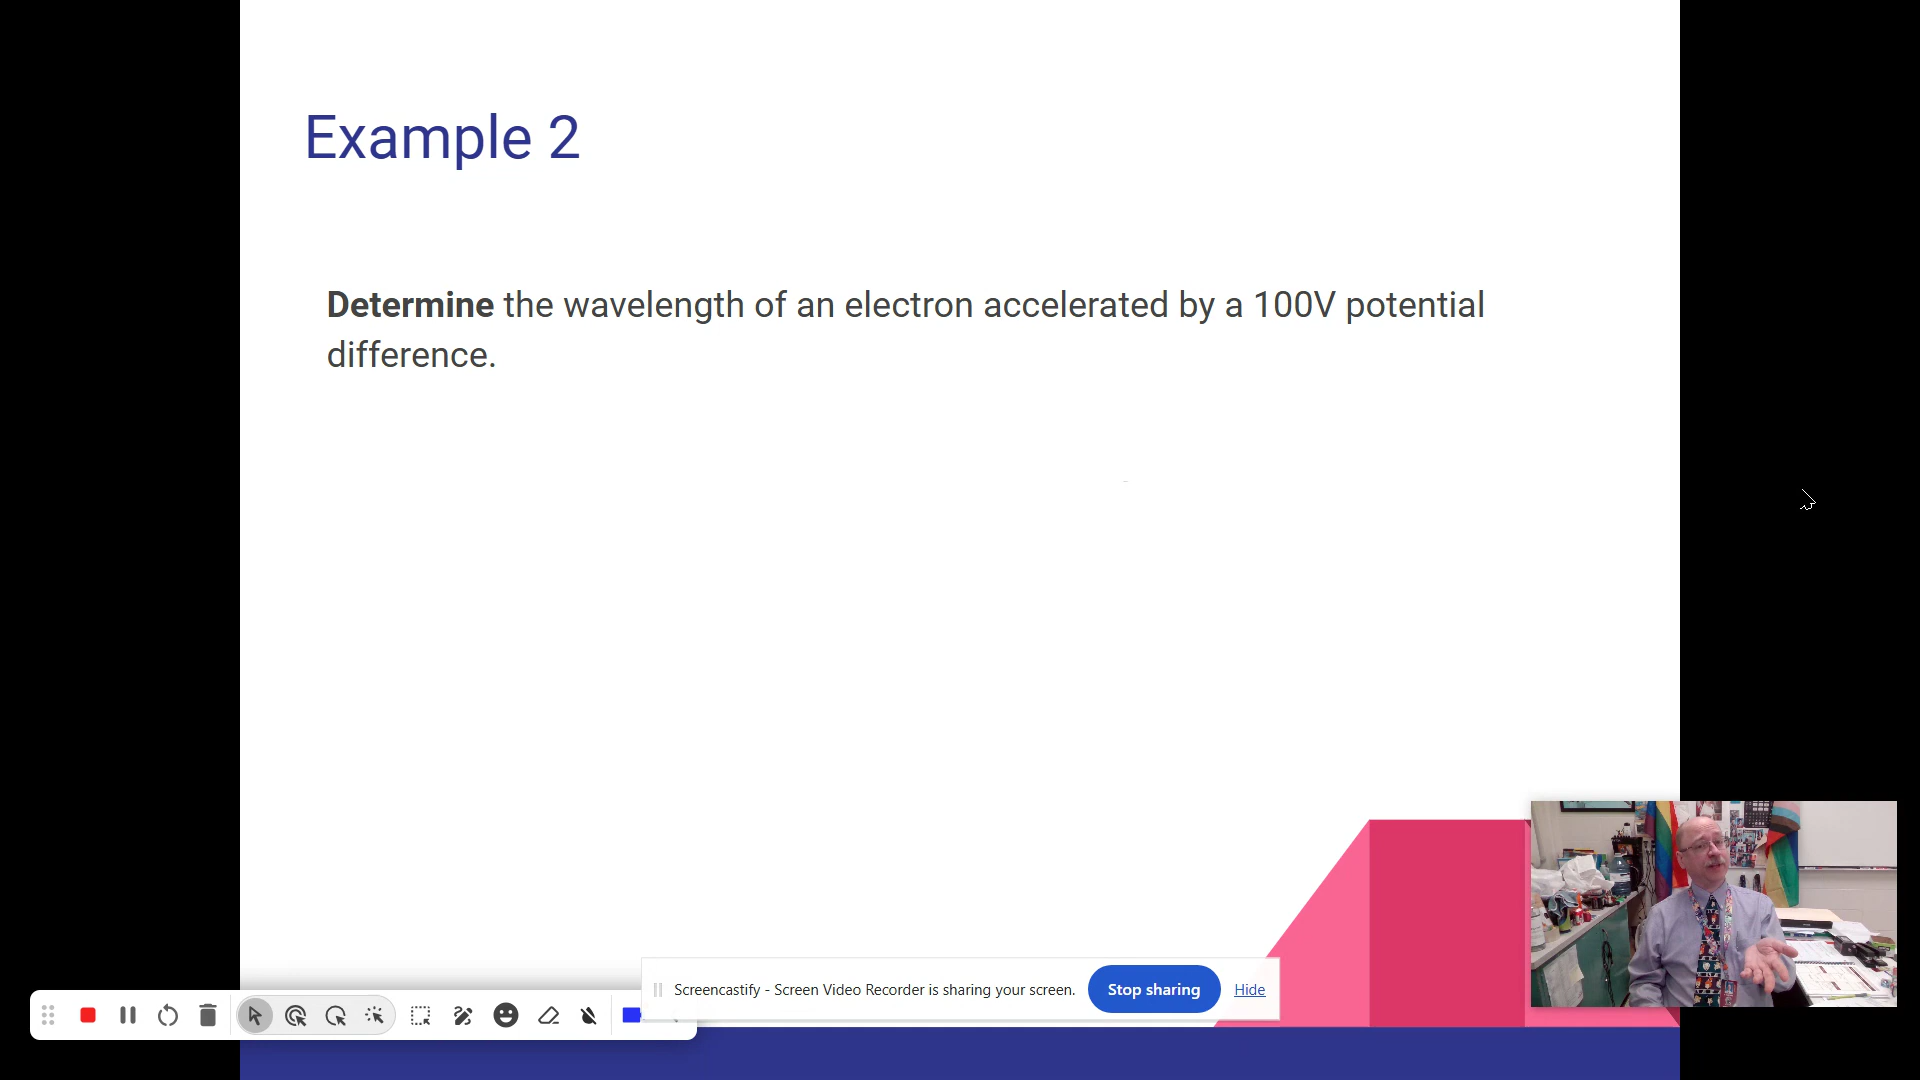 Example 2
Determine the wavelength of an electron accelerated by a 100V potential
difference.
Screencastify - Screen Video Recorder is sharing your screen.
Stop sharing
Hide